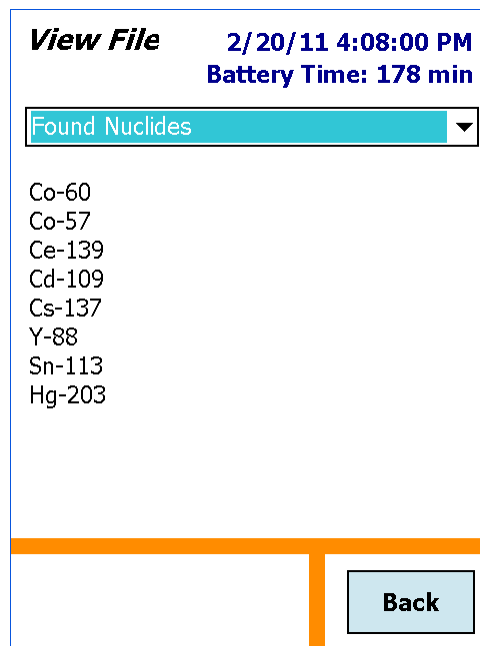 View File
2/20/11 4:08:00 PM
Battery Time: 178 min
Found Nuclides
Co-60
Co-57
Ce-139
Cd-109
Cs-137
Y-88
Sn-113
Hg-203
Back